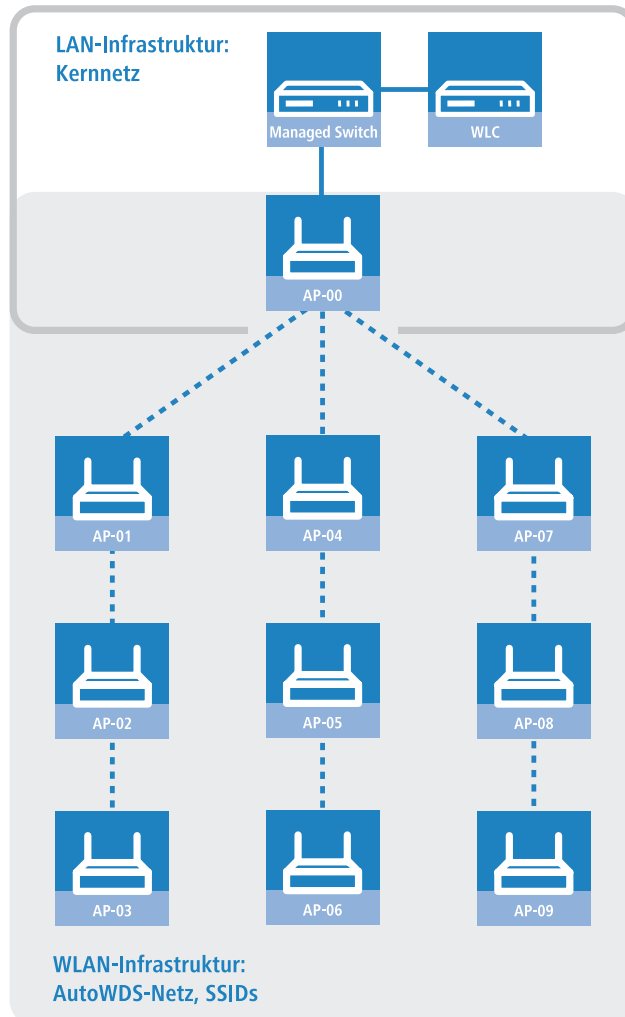 LAN-Infrastruktur:
Kernnetz
Managed Switch
WLC
AP-00
AP-01
AP-04
AP-07
AP-02
AP-05
AP-08
AP-03
AP-06
AP-09
WLAN-Infrastruktur:
AutoWDS-Netz, SSIDs